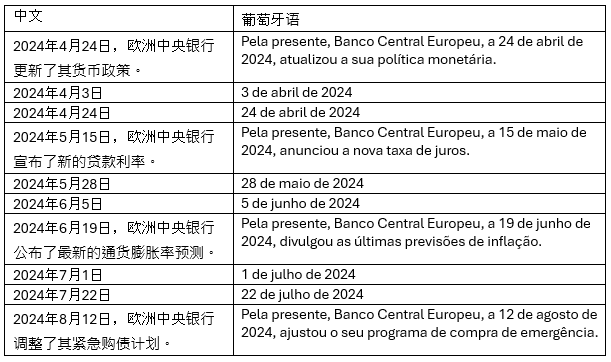 中文
葡萄牙语
2024年4月24日，欧洲中央银行
更新了其货币政策。
Pela presente, Banco Central Europeu, a 24 de abril de
2024, atualizou a sua política monetária.
2024年4月3日
3 de abril de 2024
2024年4月24日
24 de abril de 2024
2024年5月15日，欧洲中央银行
宣布了新的贷款利率。
Pela presente, Banco Central Europeu, a 15 de maio de
2024, anunciou a nova taxa de juros.
2024年5月28日
28 de maio de 2024
2024年6月5日
5 de junho de 2024
2024年6月19日，欧洲中央银行
公布了最新的通货膨胀率预测。
Pela presente, Banco Central Europeu, a 19 de junho de
2024, divulgou as últimas previsões de inflação.
2024年7月1日
1 de julho de 2024
2024年7月22日
22 de julho de 2024
2024年8月12日，欧洲中央银行
调整了其紧急购债计划。
Pela presente, Banco Central Europeu, a 12 de agosto de
2024, ajustou o seu programa de compra de emergência.